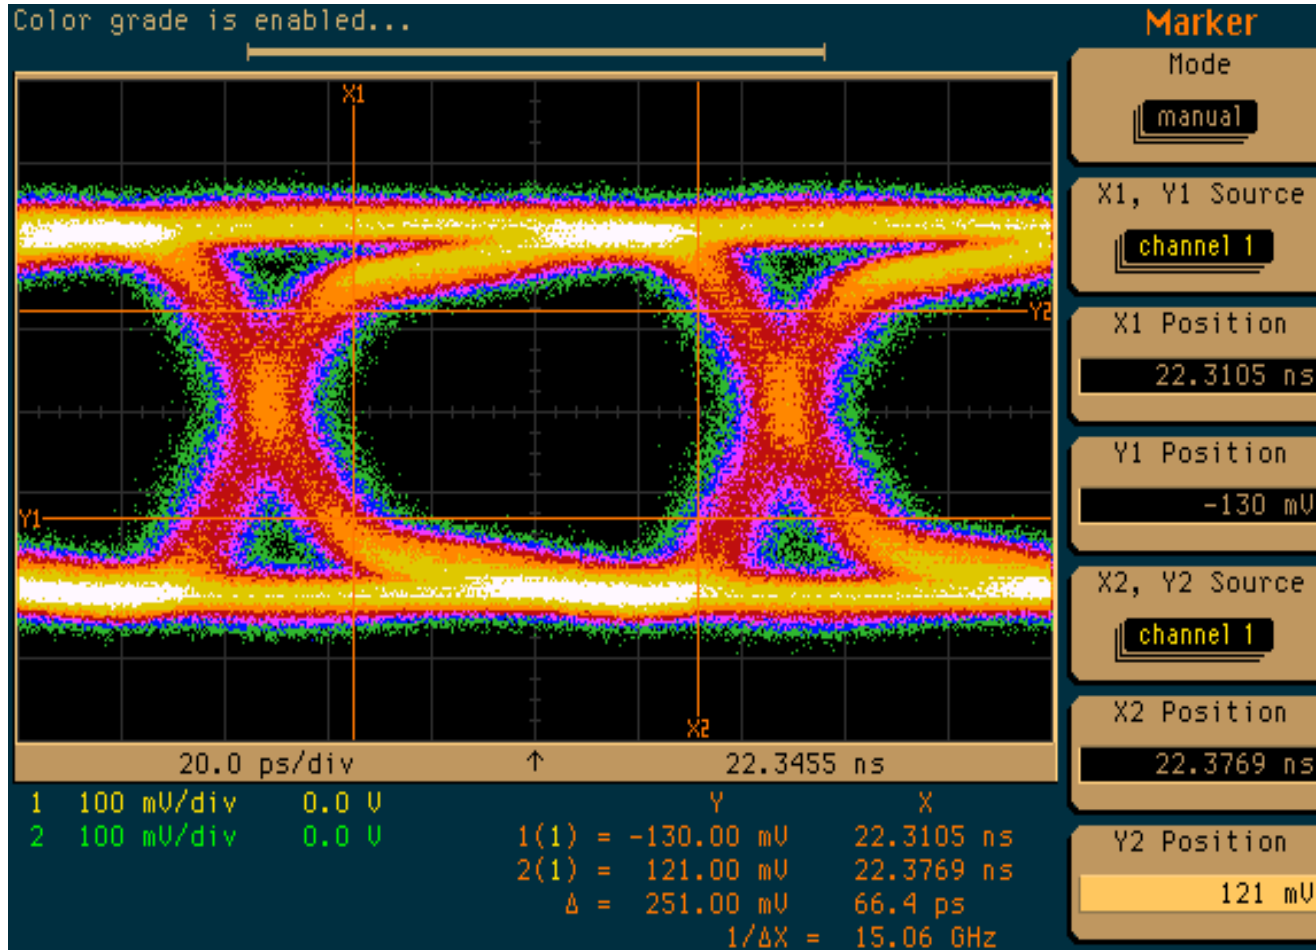 Color grade is enabled...
X1
Y2
Y1
X2
20.0 ps/div ↑ 22.3455 ns
1 100 mV/div 0.0 V
2 100 mV/div 0.0 V
Y X
1(1) = -130.00 mV 22.3105 ns
2(1) = 121.00 mV 22.3769 ns
Δ = 251.00 mV 66.4 ps
1/ΔX = 15.06 GHz
Marker
Mode
manual
X1, Y1 Source
channel 1
X1 Position
22.3105 ns
Y1 Position
-130 mV
X2, Y2 Source
channel 1
X2 Position
22.3769 ns
Y2 Position
121 mV